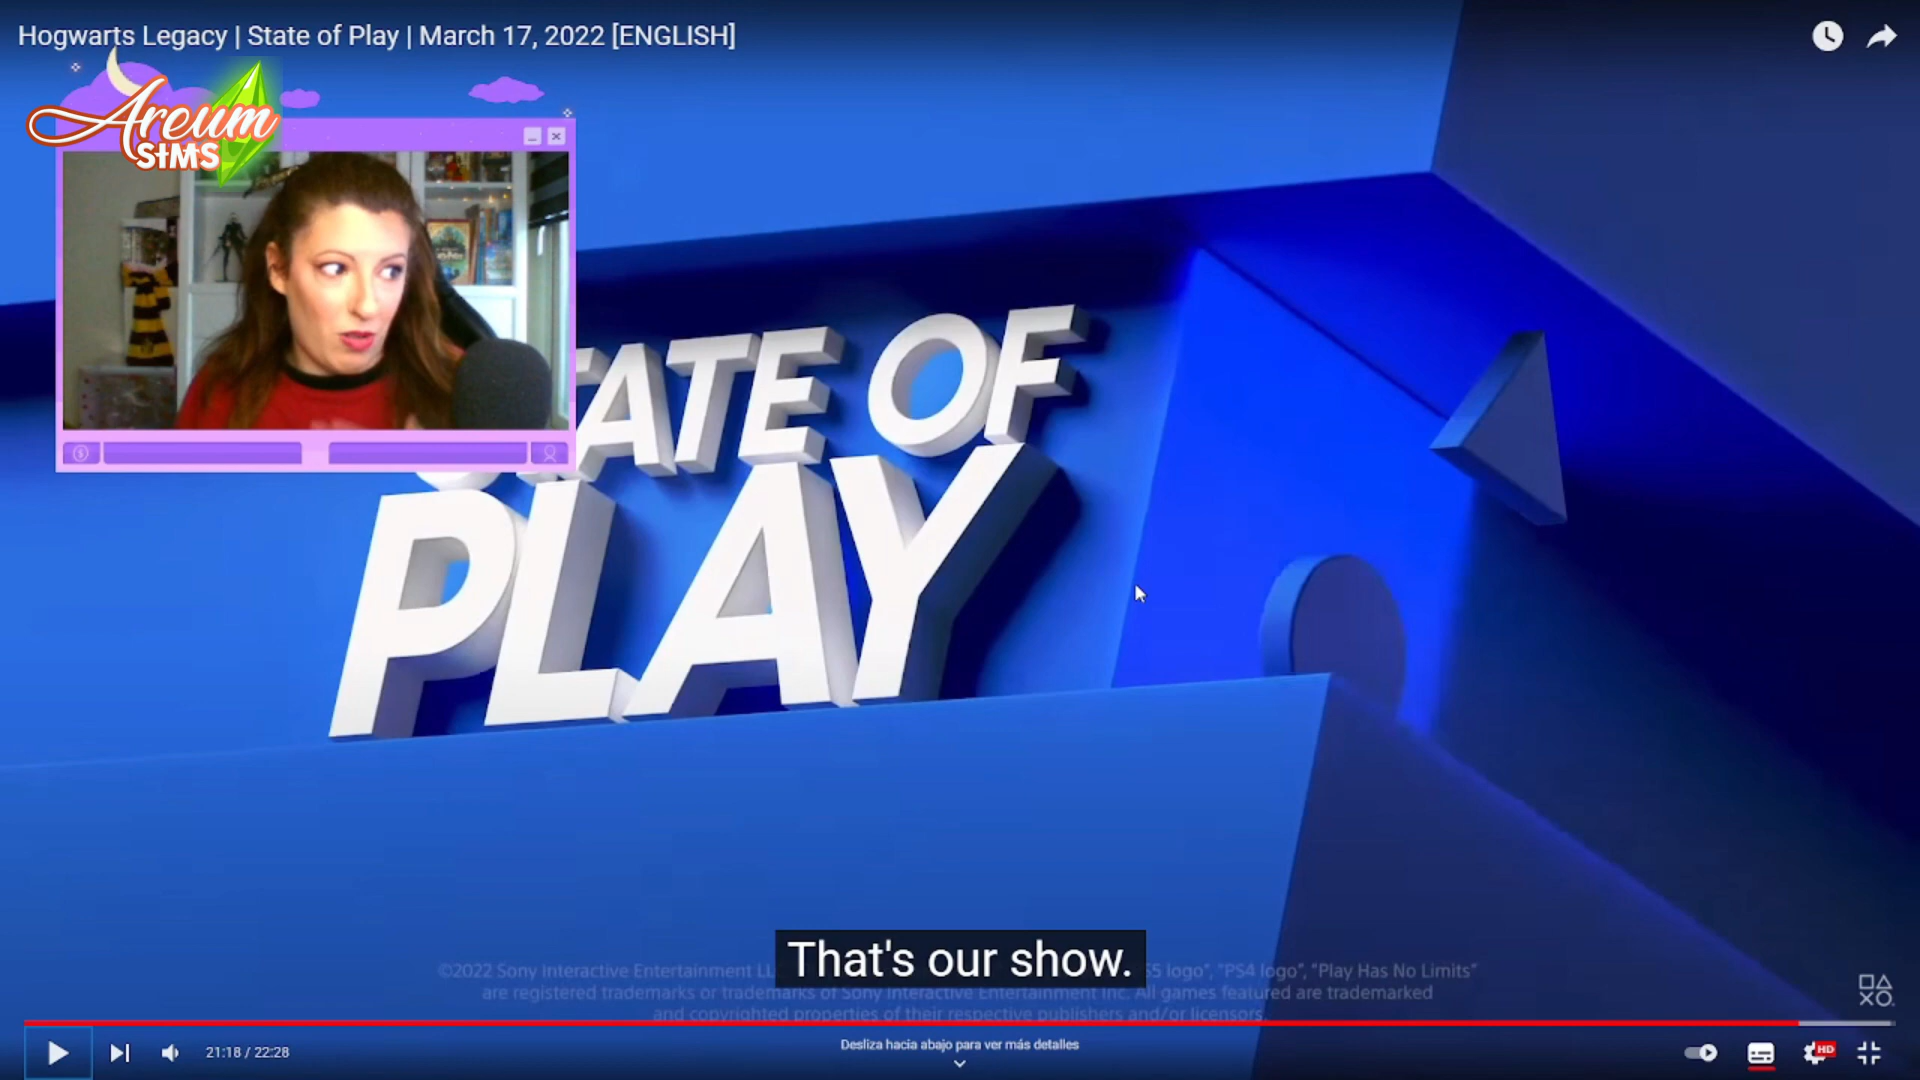 Hogwarts Legacy | State of Play | March 17, 2022 [ENGLISH]
Areum
SIMS
STATE OF
PLAY
That's our show.
©2022 Sony Interactive Entertainment LL S5 logo", "PS4 logo", "Play Has No Limits"
are registered trademarks or trademarks of Sony Interactive Entertainment Inc. All games featured are trademarked
and copyrighted properties of their respective publishers and/or licensors.
21:18 / 22:28
Desliza hacia abajo para ver más detalles
HD